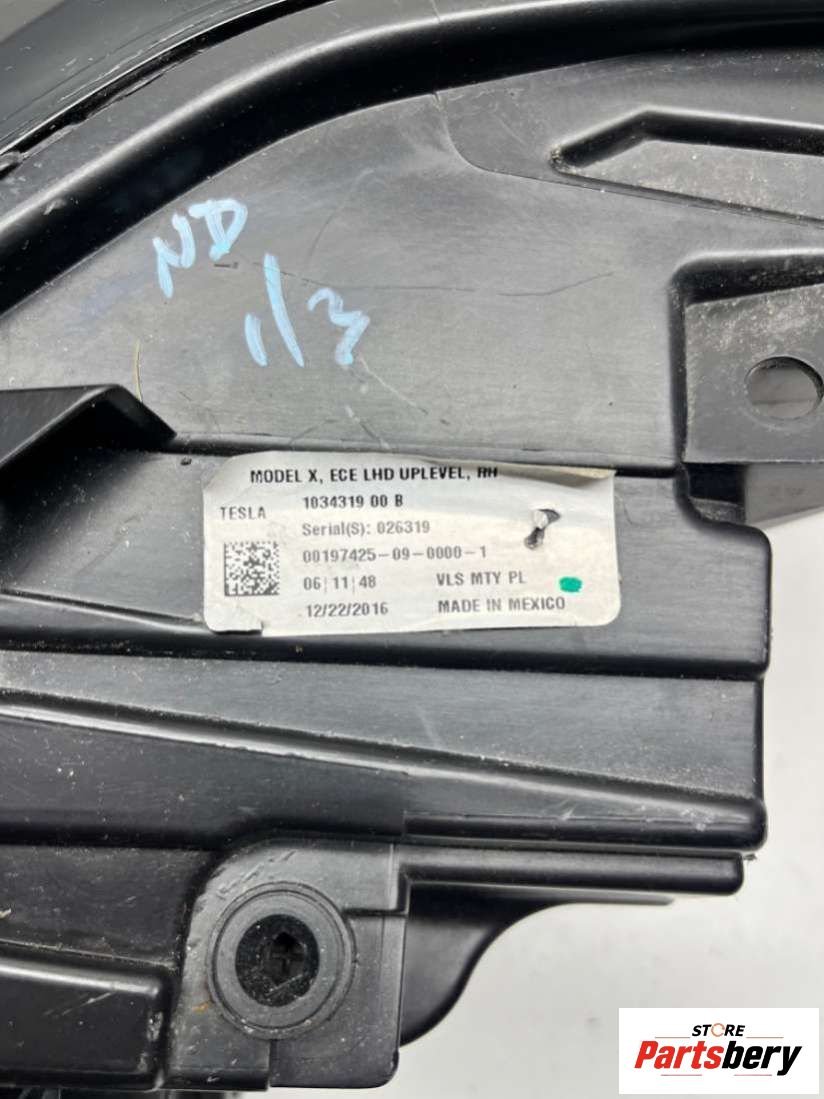 ND
1/3
MODEL X, ECE LHD UPLEVEL, RH
TESLA
1034319 00 B
Serial(S): 026319
00197425-09-0000-1
06|11|48 VLS MTY PL
12/22/2016 MADE IN MEXICO
STORE
Partsbery